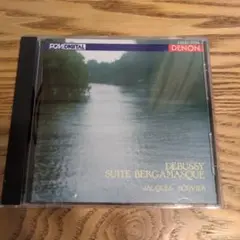 PCM DIGITAL
DENON
DEBUSSY
SUITE BERGAMASQUE
JACQUES ROUVIER